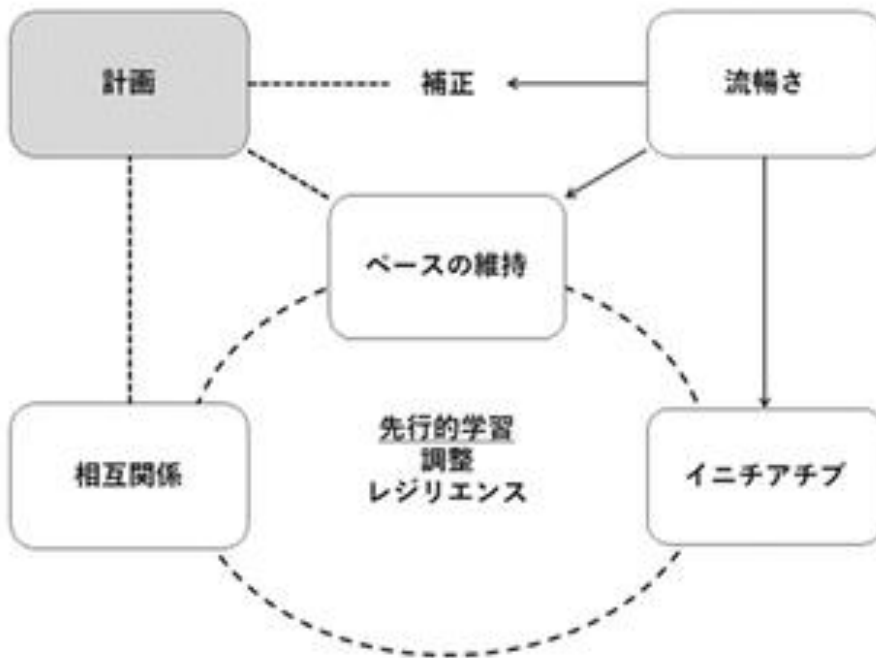 計画
補正
流暢さ
ペースの維持
先行的学習
調整
レジリエンス
相互関係
イニチアチブ